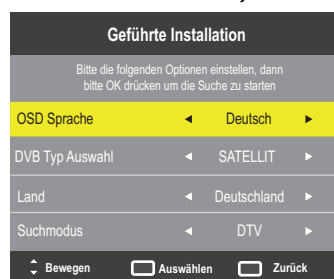 Geführte Installation
Bitte die folgenden Optionen einstellen, dann
bitte OK drücken um die Suche zu starten
OSD Sprache Deutsch
DVB Typ Auswahl SATELLIT
Land Deutschland
Suchmodus DTV
Bewegen Auswählen Zurück